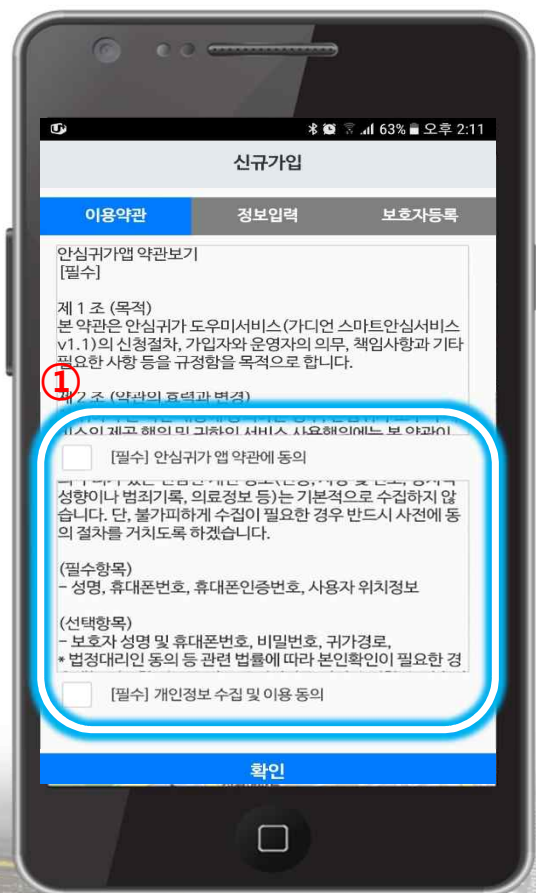 63% 오후 2:11
신규가입
이용약관 정보입력 보호자등록
안심귀가앱 약관보기
[필수]
제 1 조 (목적)
본 약관은 안심귀가 도우미서비스(가디언 스마트안심서비스
v1.1)의 신청절차, 가입자와 운영자의 의무, 책임사항과 기타
필요한 사항 등을 규정함을 목적으로 합니다.
①
제 2 조 (약관의 효력과 변경)
[필수] 안심귀가 앱 약관에 동의
성향이나 범죄기록, 의료정보 등)는 기본적으로 수집하지 않
습니다. 단, 불가피하게 수집이 필요한 경우 반드시 사전에 동
의 절차를 거치도록 하겠습니다.
(필수항목)
- 성명, 휴대폰번호, 휴대폰인증번호, 사용자 위치정보
(선택항목)
- 보호자 성명 및 휴대폰번호, 비밀번호, 귀가경로,
* 법정대리인 동의 등 관련 법률에 따라 본인확인이 필요한 경
[필수] 개인정보 수집 및 이용 동의
확인